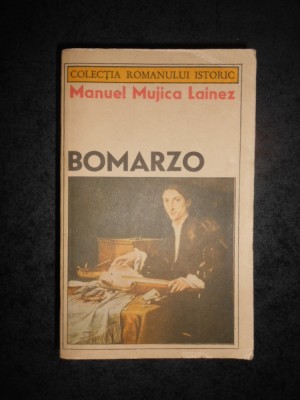 COLECȚIA ROMANULUI ISTORIC
Manuel Mujica Lainez
BOMARZO